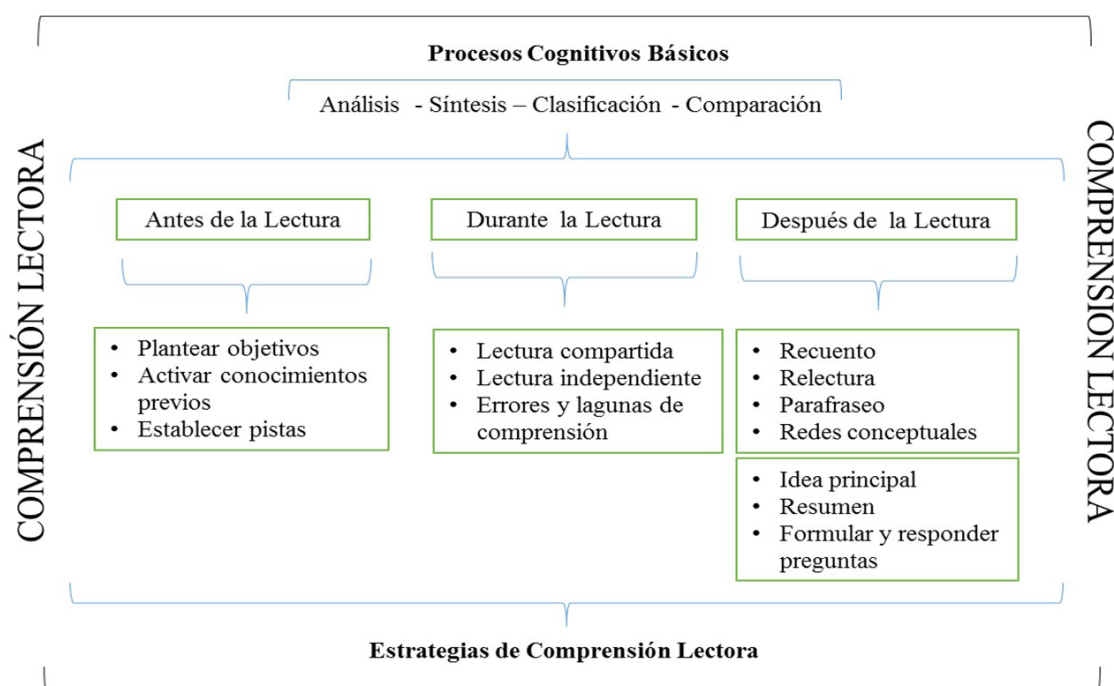 Procesos Cognitivos Básicos
Análisis - Síntesis – Clasificación - Comparación
COMPRENSIÓN LECTORA
Antes de la Lectura
• Plantear objetivos
• Activar conocimientos
previos
• Establecer pistas
Durante la Lectura
• Lectura compartida
• Lectura independiente
• Errores y lagunas de
comprensión
Después de la Lectura
• Recuento
• Relectura
• Parafraseo
• Redes conceptuales
• Idea principal
• Resumen
• Formular y responder
preguntas
COMPRENSION LECTORA
Estrategias de Comprensión Lectora